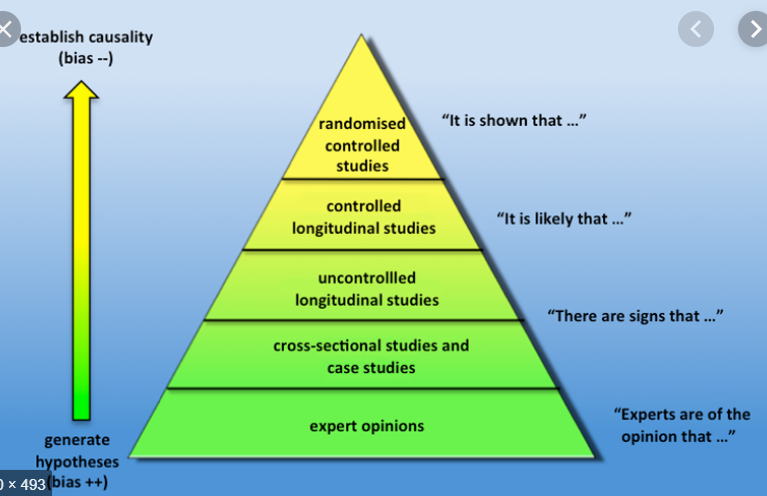 establish causality
(bias --)
randomised
controlled
studies
“It is shown that ...”
controlled
longitudinal studies
“It is likely that ...”
uncontrollled
longitudinal studies
“There are signs that ...”
cross-sectional studies and
case studies
expert opinions
“Experts are of the
opinion that ...”
generate
hypotheses
(bias ++)
0 × 493